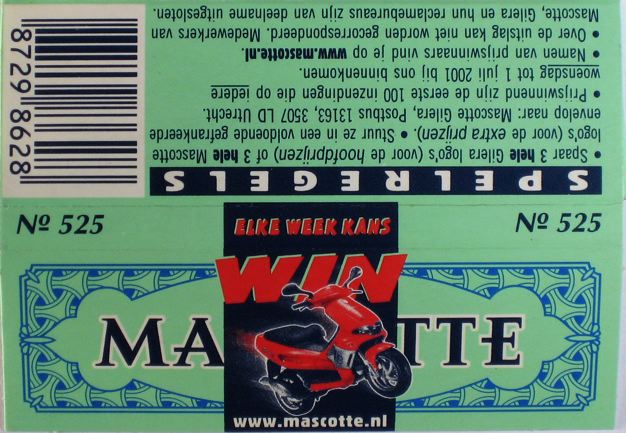 SPELREGELS
• Spaar 3 hele Gilera logo's (voor de hoofdprijzen) of 3 hele Mascotte
logo's (voor de extra prijzen). • Stuur ze in een voldoende gefrankeerde
envelop naar: Mascotte Gilera, Postbus 13163, 3507 LD Utrecht.
• Prijswinnend zijn de eerste 100 inzendingen die op iedere
woensdag tot 1 juli 2001 bij ons binnenkomen.
• Namen van prijswinnaars vind je op www.mascotte.nl.
• Over de uitslag kan niet worden gecorrespondeerd. Medewerkers van
Mascotte, Gilera en hun reclamebureaus zijn van deelname uitgesloten.
8729 8628
Nº 525
ELKE WEEK KANS
Nº 525
WIN
MA TTE
www.mascotte.nl